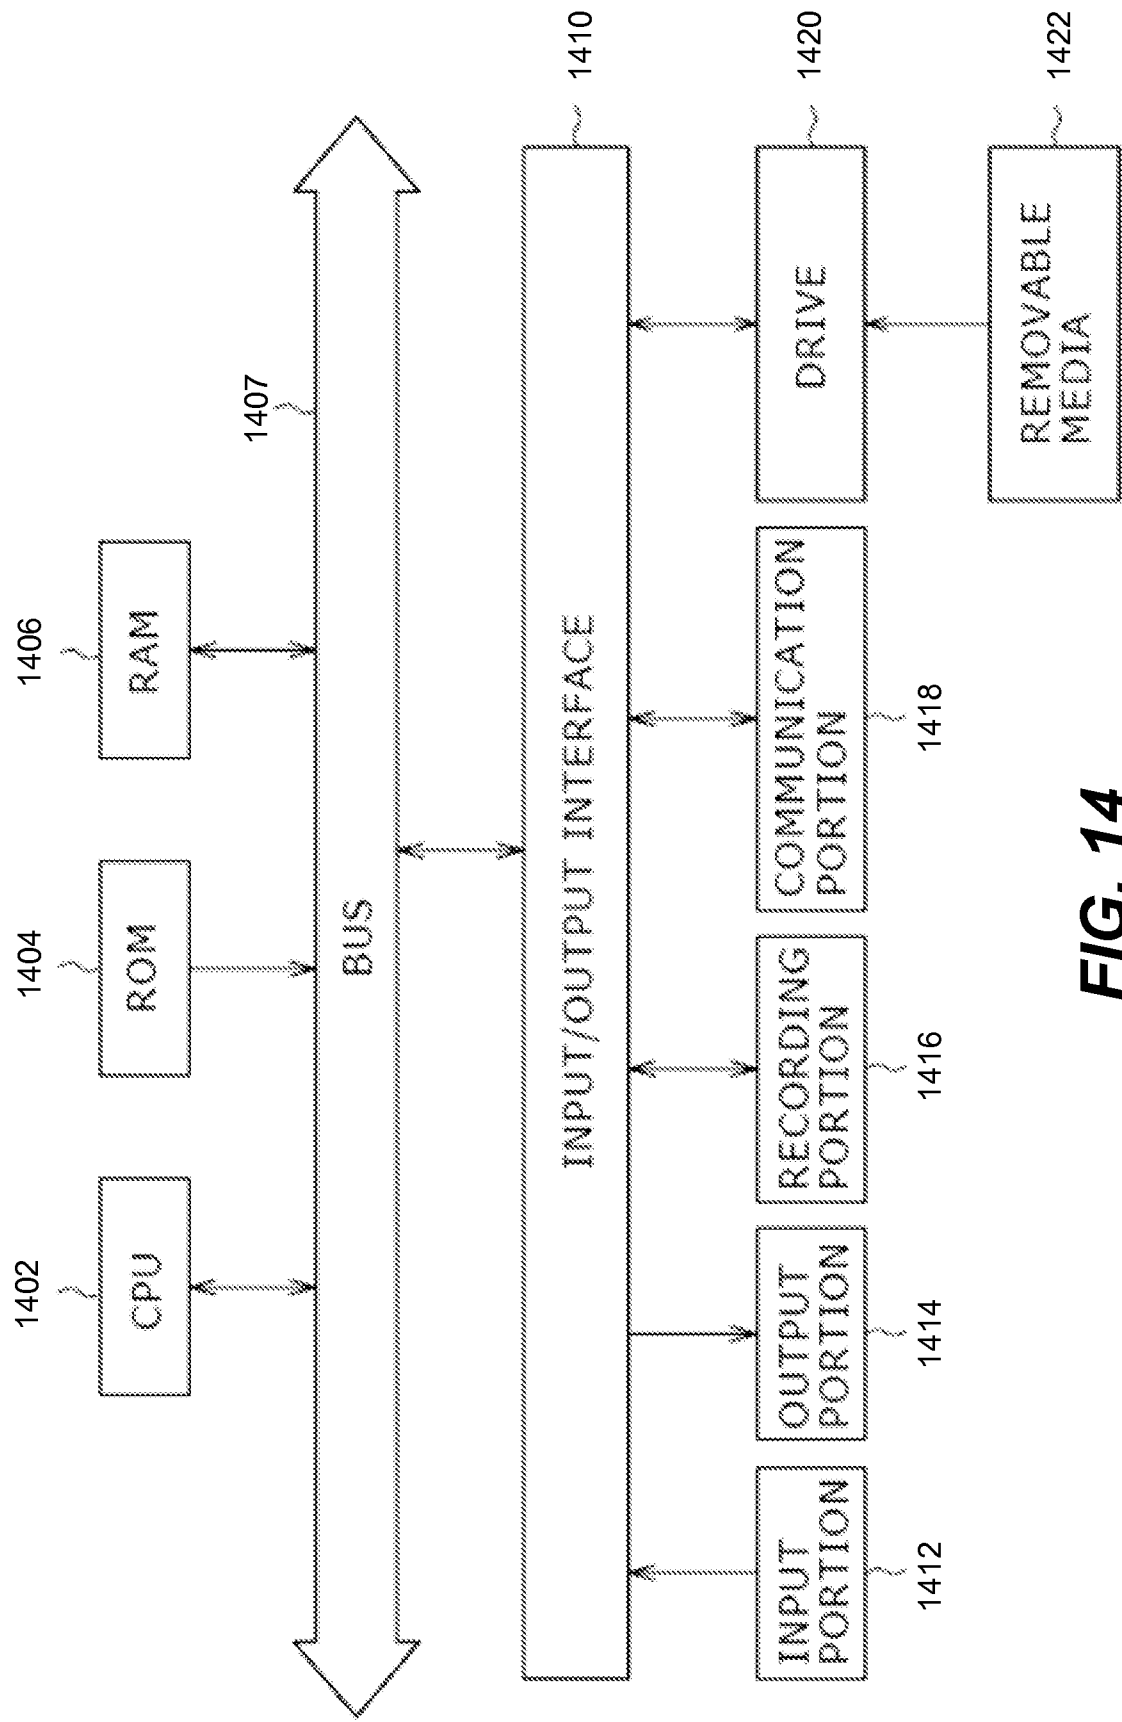 1402
1404
1406
CPU
ROM
RAM
1407
BUS
1410
INPUT/OUTPUT INTERFACE
1420
INPUT
PORTION
OUTPUT
PORTION
RECORDING
PORTION
COMMUNICATION
PORTION
DRIVE
1412
1414
1416
1418
1422
REMOVABLE
MEDIA
FIG. 14